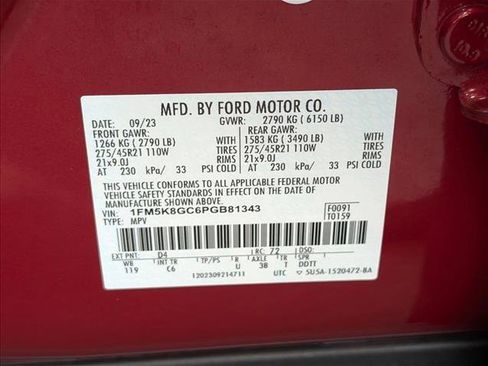 MFD. BY FORD MOTOR CO.
DATE: 09/23 GVWR: 2790 KG ( 6150 LB)
FRONT GAWR: REAR GAWR:
1266 KG ( 2790 LB) WITH 1583 KG ( 3490 LB) WITH
275/45R21 110W TIRES 275/45R21 110W TIRES
21x9.0J RIMS 21x9.0J RIMS
AT 230 kPa/ 33 PSI COLD AT 230 kPa/ 33 PSI COLD
THIS VEHICLE CONFORMS TO ALL APPLICABLE FEDERAL MOTOR
VEHICLE SAFETY STANDARDS IN EFFECT ON THE DATE OF
MANUFACTURE SHOWN ABOVE.
VIN: 1FM5K8GC6PGB81343 F0091
TYPE: MPV T0159
EXT PNT: D4 RC: 72 DSO:
WB INT TR TP/PS R AXLE TR SPR
119 C6 U 38 T DDTT
UTC 5U5A-1520472-BA